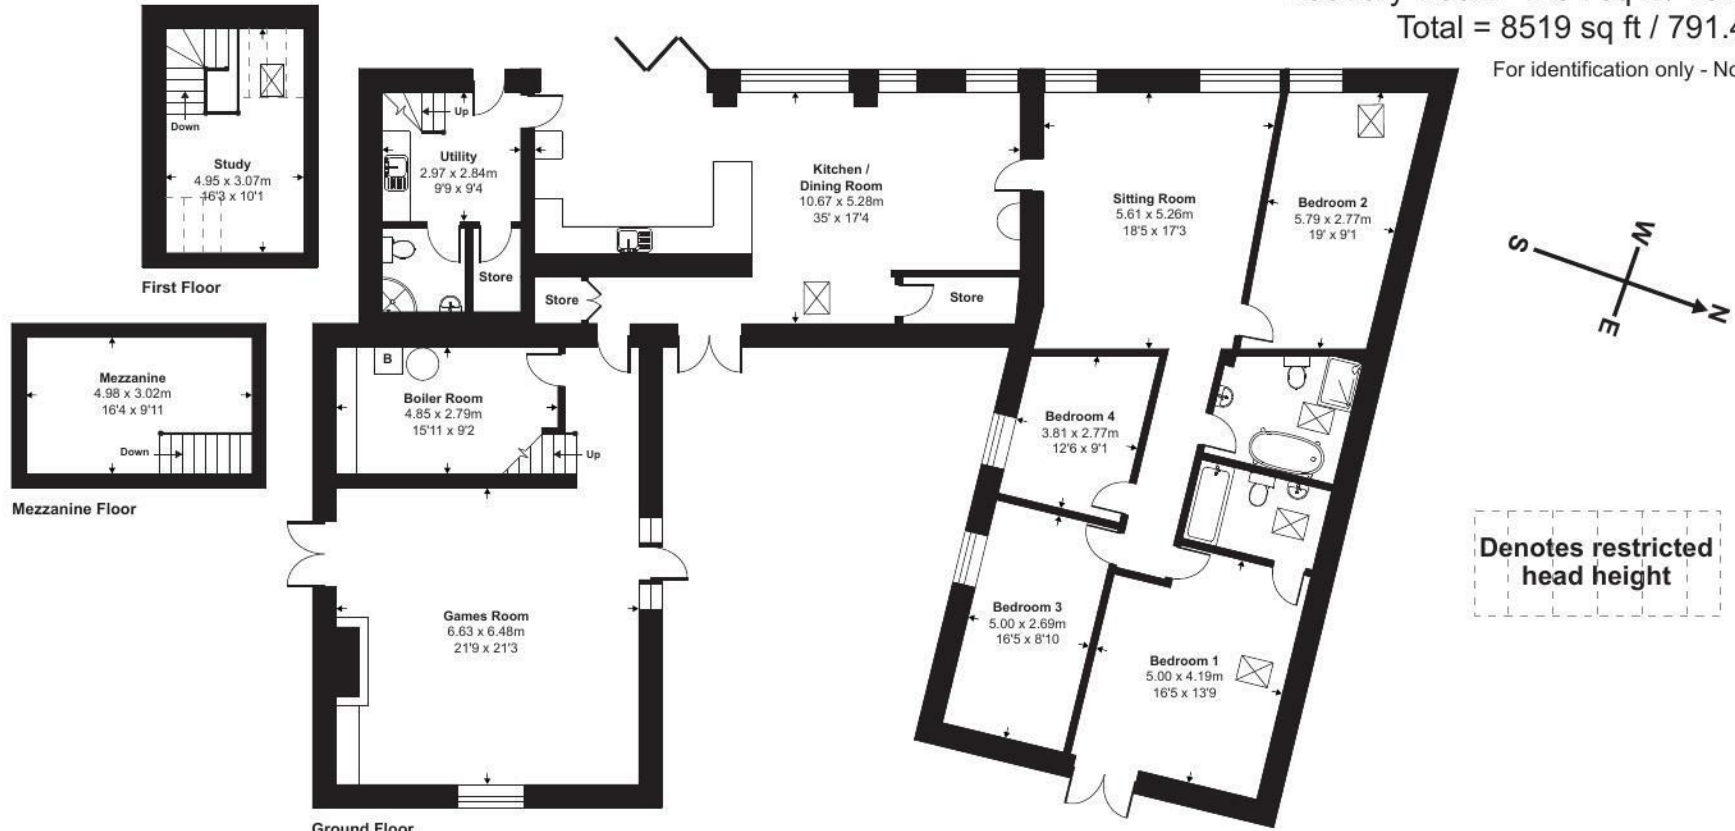 Total = 8519 sq ft / 791.4
For identification only - No
Down
Study
4.95 x 3.07m
16'3 x 10'1
First Floor
Up
Utility
2.97 x 2.84m
9'9 x 9'4
Store
Store
Kitchen /
Dining Room
10.67 x 5.28m
35' x 17'4
Store
Sitting Room
5.61 x 5.26m
18'5 x 17'3
Bedroom 2
5.79 x 2.77m
19' x 9'1
S
W
E
N
Mezzanine
4.98 x 3.02m
16'4 x 9'11
Down
Mezzanine Floor
B
Boiler Room
4.85 x 2.79m
15'11 x 9'2
Up
Bedroom 4
3.81 x 2.77m
12'6 x 9'1
Games Room
6.63 x 6.48m
21'9 x 21'3
Bedroom 3
5.00 x 2.69m
16'5 x 8'10
Bedroom 1
5.00 x 4.19m
16'5 x 13'9
Denotes restricted
head height
Ground Floor